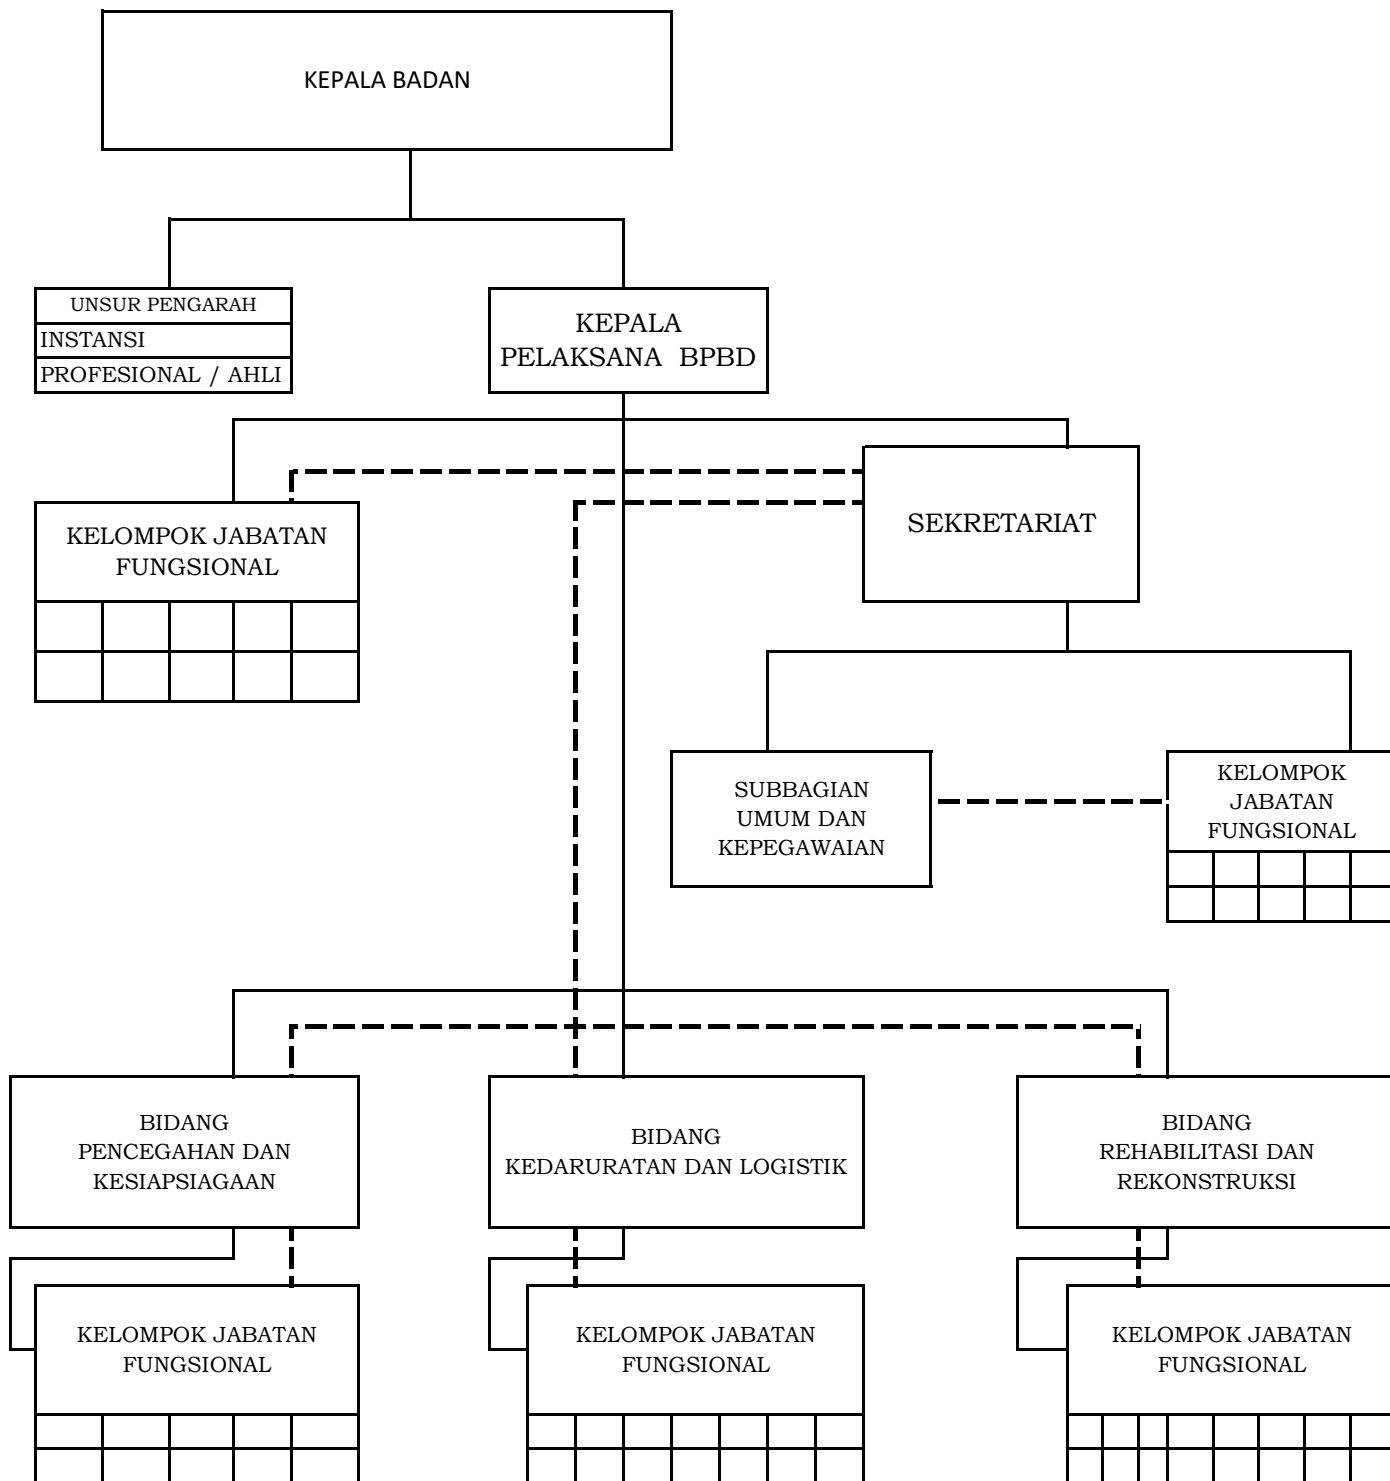 KEPALA BADAN
UNSUR PENGARAH
INSTANSI
PROFESIONAL / AHLI
KEPALA
PELAKSANA BPBD
SEKRETARIAT
KELOMPOK JABATAN
FUNGSIONAL
SUBBAGIAN
UMUM DAN
KEPEGAWAIAN
KELOMPOK
JABATAN
FUNGSIONAL
BIDANG
PENCEGAHAN DAN
KESIAPSIAGAAN
BIDANG
KEDARURATAN DAN LOGISTIK
BIDANG
REHABILITASI DAN
REKONSTRUKSI
KELOMPOK JABATAN
FUNGSIONAL
KELOMPOK JABATAN
FUNGSIONAL
KELOMPOK JABATAN
FUNGSIONAL